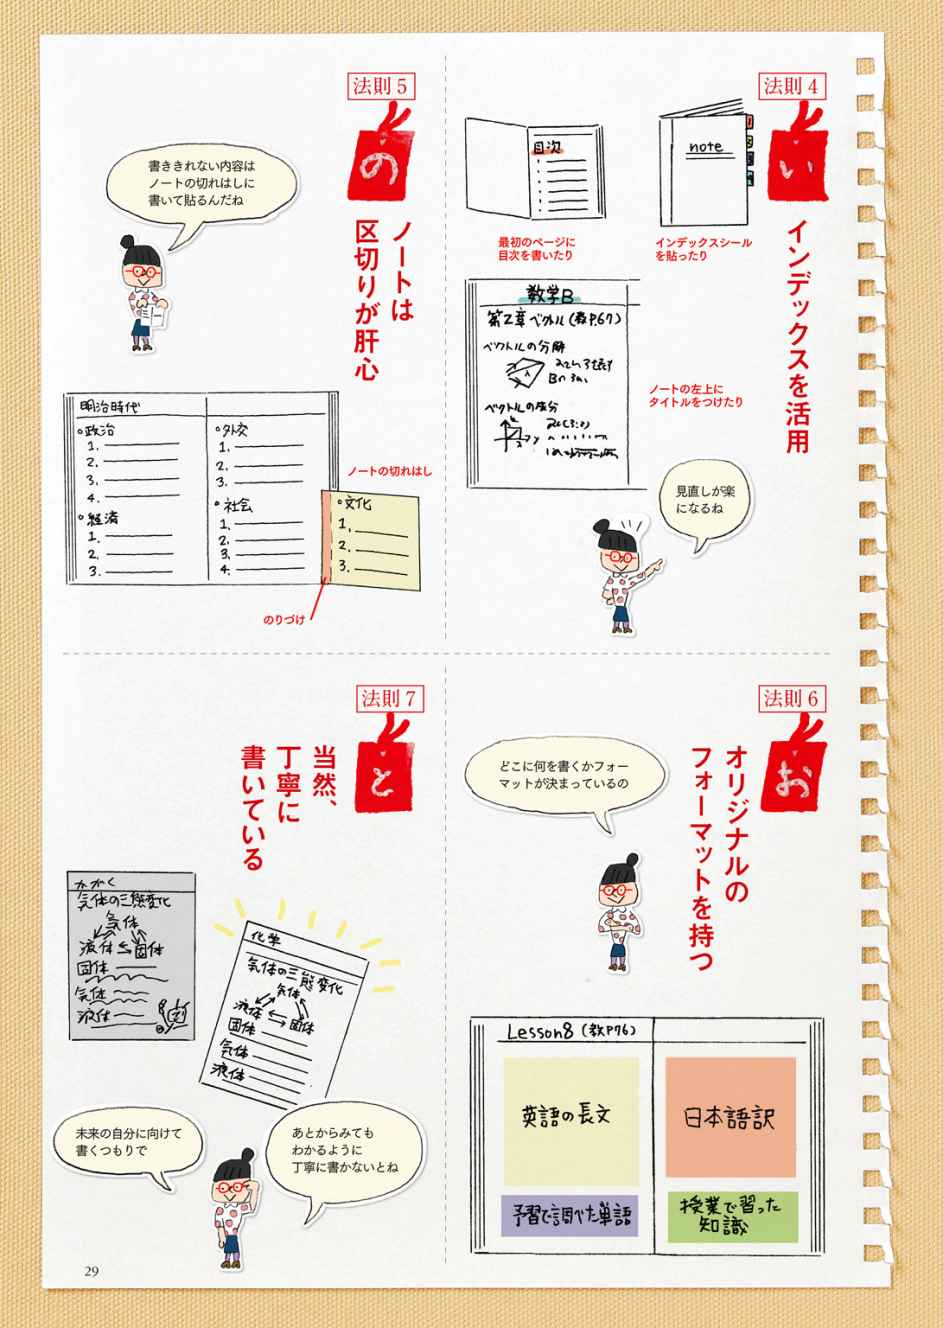 法則4
い
インデックスを活用
note
インデックスシール
を貼ったり
目次
最初のページに
目次を書いたり
数学B
第2章 ベクトル (教P.67)
ベクトルの分解
ベクトルの成分
ノートの左上に
タイトルをつけたり
見直しが楽
になるね
法則5
の
ノートは
区切りが肝心
書ききれない内容は
ノートの切れはしに
書いて貼るんだね
明治時代
○政治
1.
2.
3.
4.
○経済
1.
2.
3.
○外交
1.
2.
3.
○社会
1.
2.
3.
4.
ノートの切れはし
○文化
1.
2.
3.
のりづけ
法則6
お
オリジナルの
フォーマットを持つ
どこに何を書くかフォー
マットが決まっているの
Lesson8 (教P76)
英語の長文
日本語訳
予習で調べた単語
授業で習った
知識
法則7
と
当然、
丁寧に
書いている
かがく
気体の三態変化
気体
液体 固体
固体
気体
液体
化学
気体の三態変化
気体
液体 固体
固体
気体
液体
未来の自分に向けて
書くつもりで
あとからみても
わかるように
丁寧に書かないとね
29